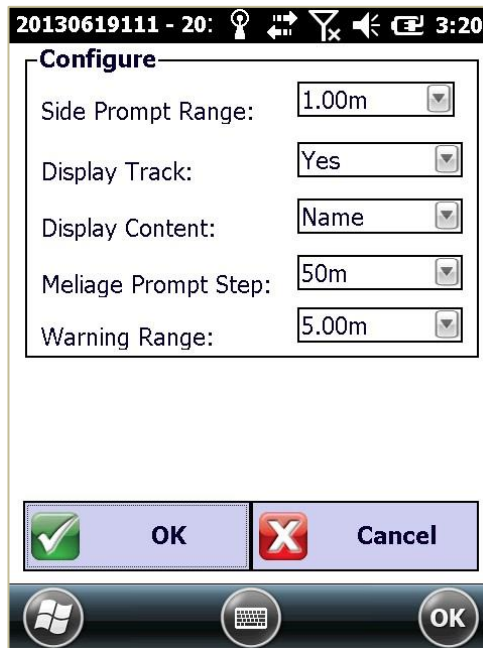 20130619111 - 20: 3:20
Configure
Side Prompt Range: 1.00m
Display Track: Yes
Display Content: Name
Meliage Prompt Step: 50m
Warning Range: 5.00m
OK Cancel
OK